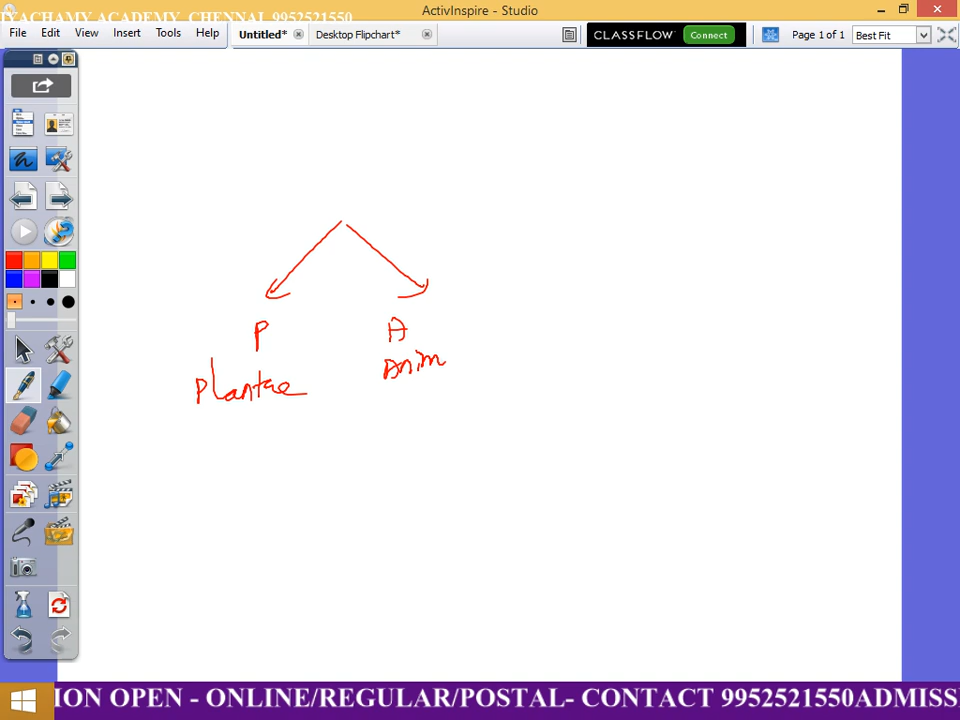 IYACHAMY ACADEMY, CHENNAI 9952521550
ActivInspire - Studio
File Edit View Insert Tools Help
Untitled* Desktop Flipchart*
CLASSFLOW Connect
Page 1 of 1 Best Fit
P A
Plantae Anim
ION OPEN - ONLINE/REGULAR/POSTAL- CONTACT 9952521550ADMISS